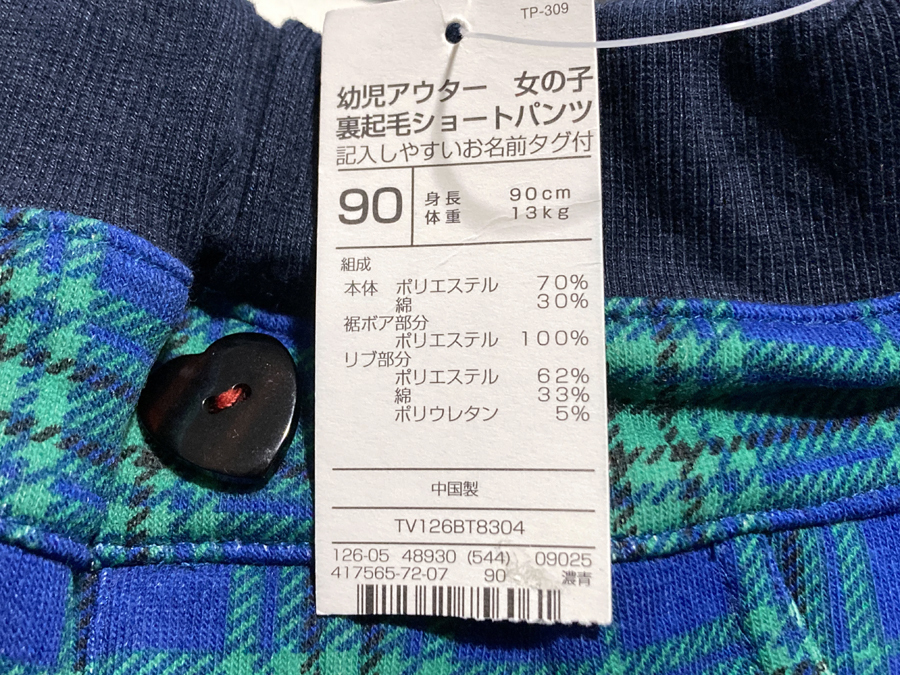 TP-309
幼児アウター 女の子
裏起毛ショートパンツ
記入しやすいお名前タグ付
90 身長 90cm
体重 13kg
組成
本体 ポリエステル 70%
綿 30%
裾ボア部分
ポリエステル 100%
リブ部分
ポリエステル 62%
綿 33%
ポリウレタン 5%
中国製
TV126BT8304
126-05 48930 (544) 09025
417565-72-07 90 濃青